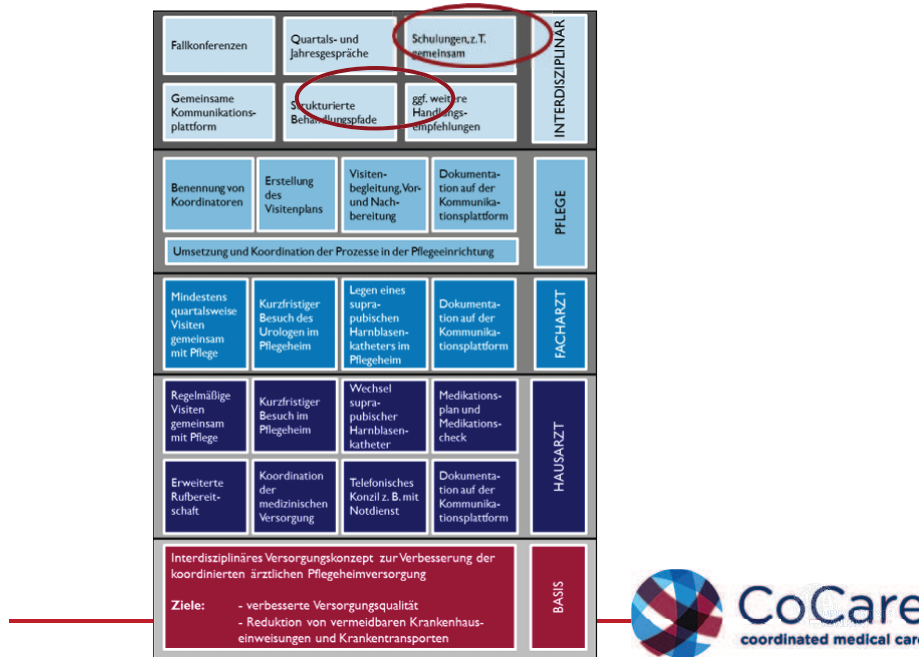 Fallkonferenzen
Quartals- und
Jahresgespräche
Schulungen, z. T.
gemeinsam
Gemeinsame
Kommunikations-
plattform
Strukturierte
Behandlungspfade
ggf. weitere
Handlungs-
empfehlungen
INTERDISZIPLINÄR
Benennung von
Koordinatoren
Erstellung
des
Visitenplans
Visiten-
begleitung, Vor-
und Nach-
bereitung
Dokumenta-
tion auf der
Kommunika-
tionsplattform
Umsetzung und Koordination der Prozesse in der Pflegeeinrichtung
PFLEGE
Mindestens
quartalsweise
Visiten
gemeinsam
mit Pflege
Kurzfristiger
Besuch des
Urologen im
Pflegeheim
Legen eines
supra-
pubischen
Harnblasen-
katheters im
Pflegeheim
Dokumenta-
tion auf der
Kommunika-
tionsplattform
FACHARZT
Regelmäßige
Visiten
gemeinsam
mit Pflege
Kurzfristiger
Besuch im
Pflegeheim
Wechsel
supra-
pubischer
Harnblasen-
katheter
Medikations-
plan und
Medikations-
check
Erweiterte
Rufbereit-
schaft
Koordination
der
medizinischen
Versorgung
Telefonisches
Konzil z. B. mit
Notdienst
Dokumenta-
tion auf der
Kommunika-
tionsplattform
HAUSARZT
Interdisziplinäres Versorgungskonzept zur Verbesserung der
koordinierten ärztlichen Pflegeheimversorgung
Ziele: - verbesserte Versorgungsqualität
- Reduktion von vermeidbaren Krankenhaus-
einweisungen und Krankentransporten
BASIS
CoCare
coordinated medical care